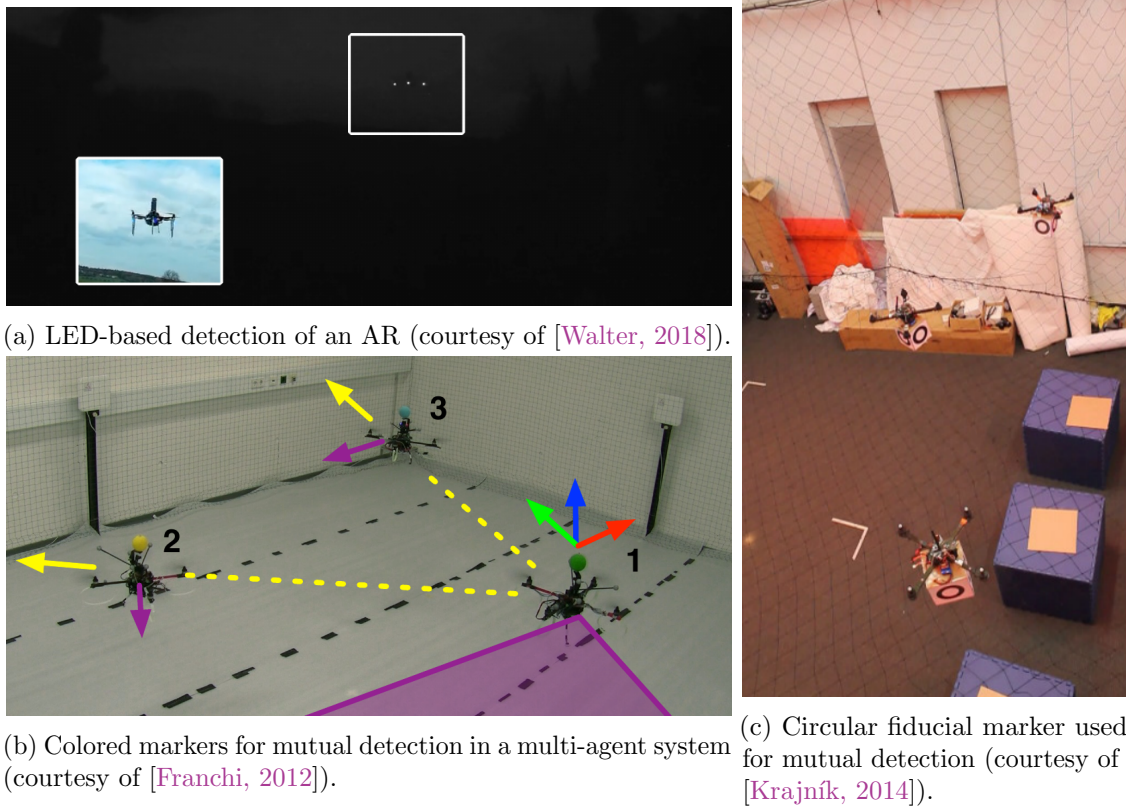 (a) LED-based detection of an AR (courtesy of [Walter, 2018]).
3
2
1
(b) Colored markers for mutual detection in a multi-agent system
(courtesy of [Franchi, 2012]).
(c) Circular fiducial marker used
for mutual detection (courtesy of
[Krajník, 2014]).